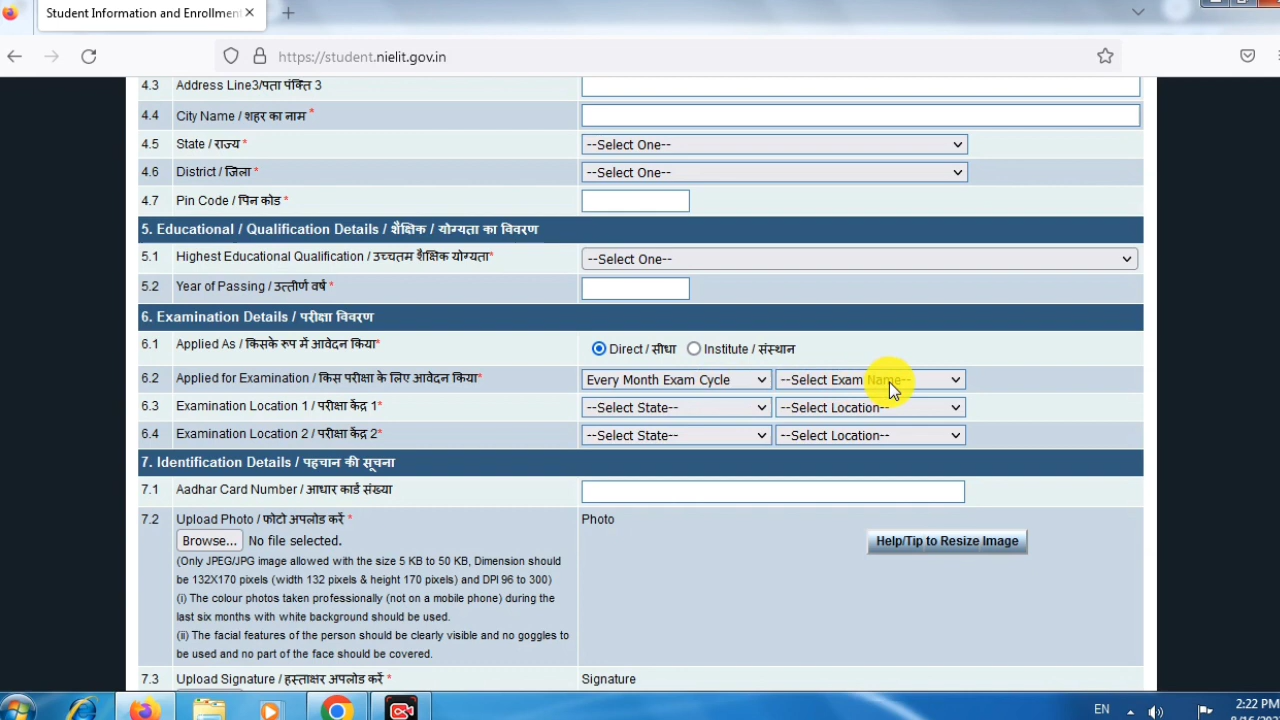 Student Information and Enrollment
https://student.nielit.gov.in
4.3 Address Line3/पता पंक्ति 3
4.4 City Name / शहर का नाम *
4.5 State / राज्य * --Select One--
4.6 District / जिला * --Select One--
4.7 Pin Code / पिन कोड *
5. Educational / Qualification Details / शैक्षिक / योग्यता का विवरण
5.1 Highest Educational Qualification / उच्चतम शैक्षिक योग्यता* --Select One--
5.2 Year of Passing / उत्तीर्ण वर्ष *
6. Examination Details / परीक्षा विवरण
6.1 Applied As / किसके रूप में आवेदन किया* Direct / सीधा Institute / संस्थान
6.2 Applied for Examination / किस परीक्षा के लिए आवेदन किया* Every Month Exam Cycle --Select Exam Name--
6.3 Examination Location 1 / परीक्षा केंद्र 1* --Select State-- --Select Location--
6.4 Examination Location 2 / परीक्षा केंद्र 2* --Select State-- --Select Location--
7. Identification Details / पहचान की सूचना
7.1 Aadhar Card Number / आधार कार्ड संख्या
7.2 Upload Photo / फोटो अपलोड करें * Photo
Browse... No file selected. Help/Tip to Resize Image
(Only JPEG/JPG image allowed with the size 5 KB to 50 KB, Dimension should
be 132X170 pixels (width 132 pixels & height 170 pixels) and DPI 96 to 300)
(i) The colour photos taken professionally (not on a mobile phone) during the
last six months with white background should be used.
(ii) The facial features of the person should be clearly visible and no goggles to
be used and no part of the face should be covered.
7.3 Upload Signature / हस्ताक्षर अपलोड करें * Signature
EN 2:22 PM